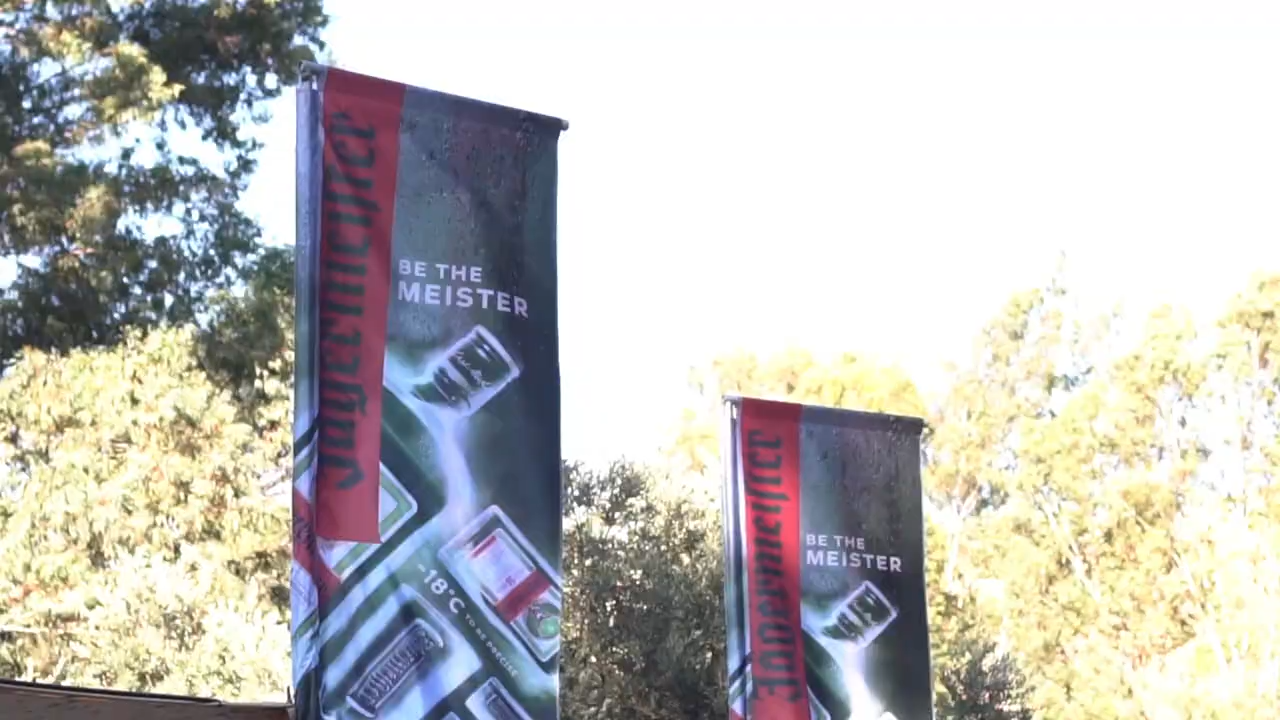 Jägermeister
BE THE
MEISTER
-18°C TO BE PRECISE
Jägermeister
BE THE
MEISTER